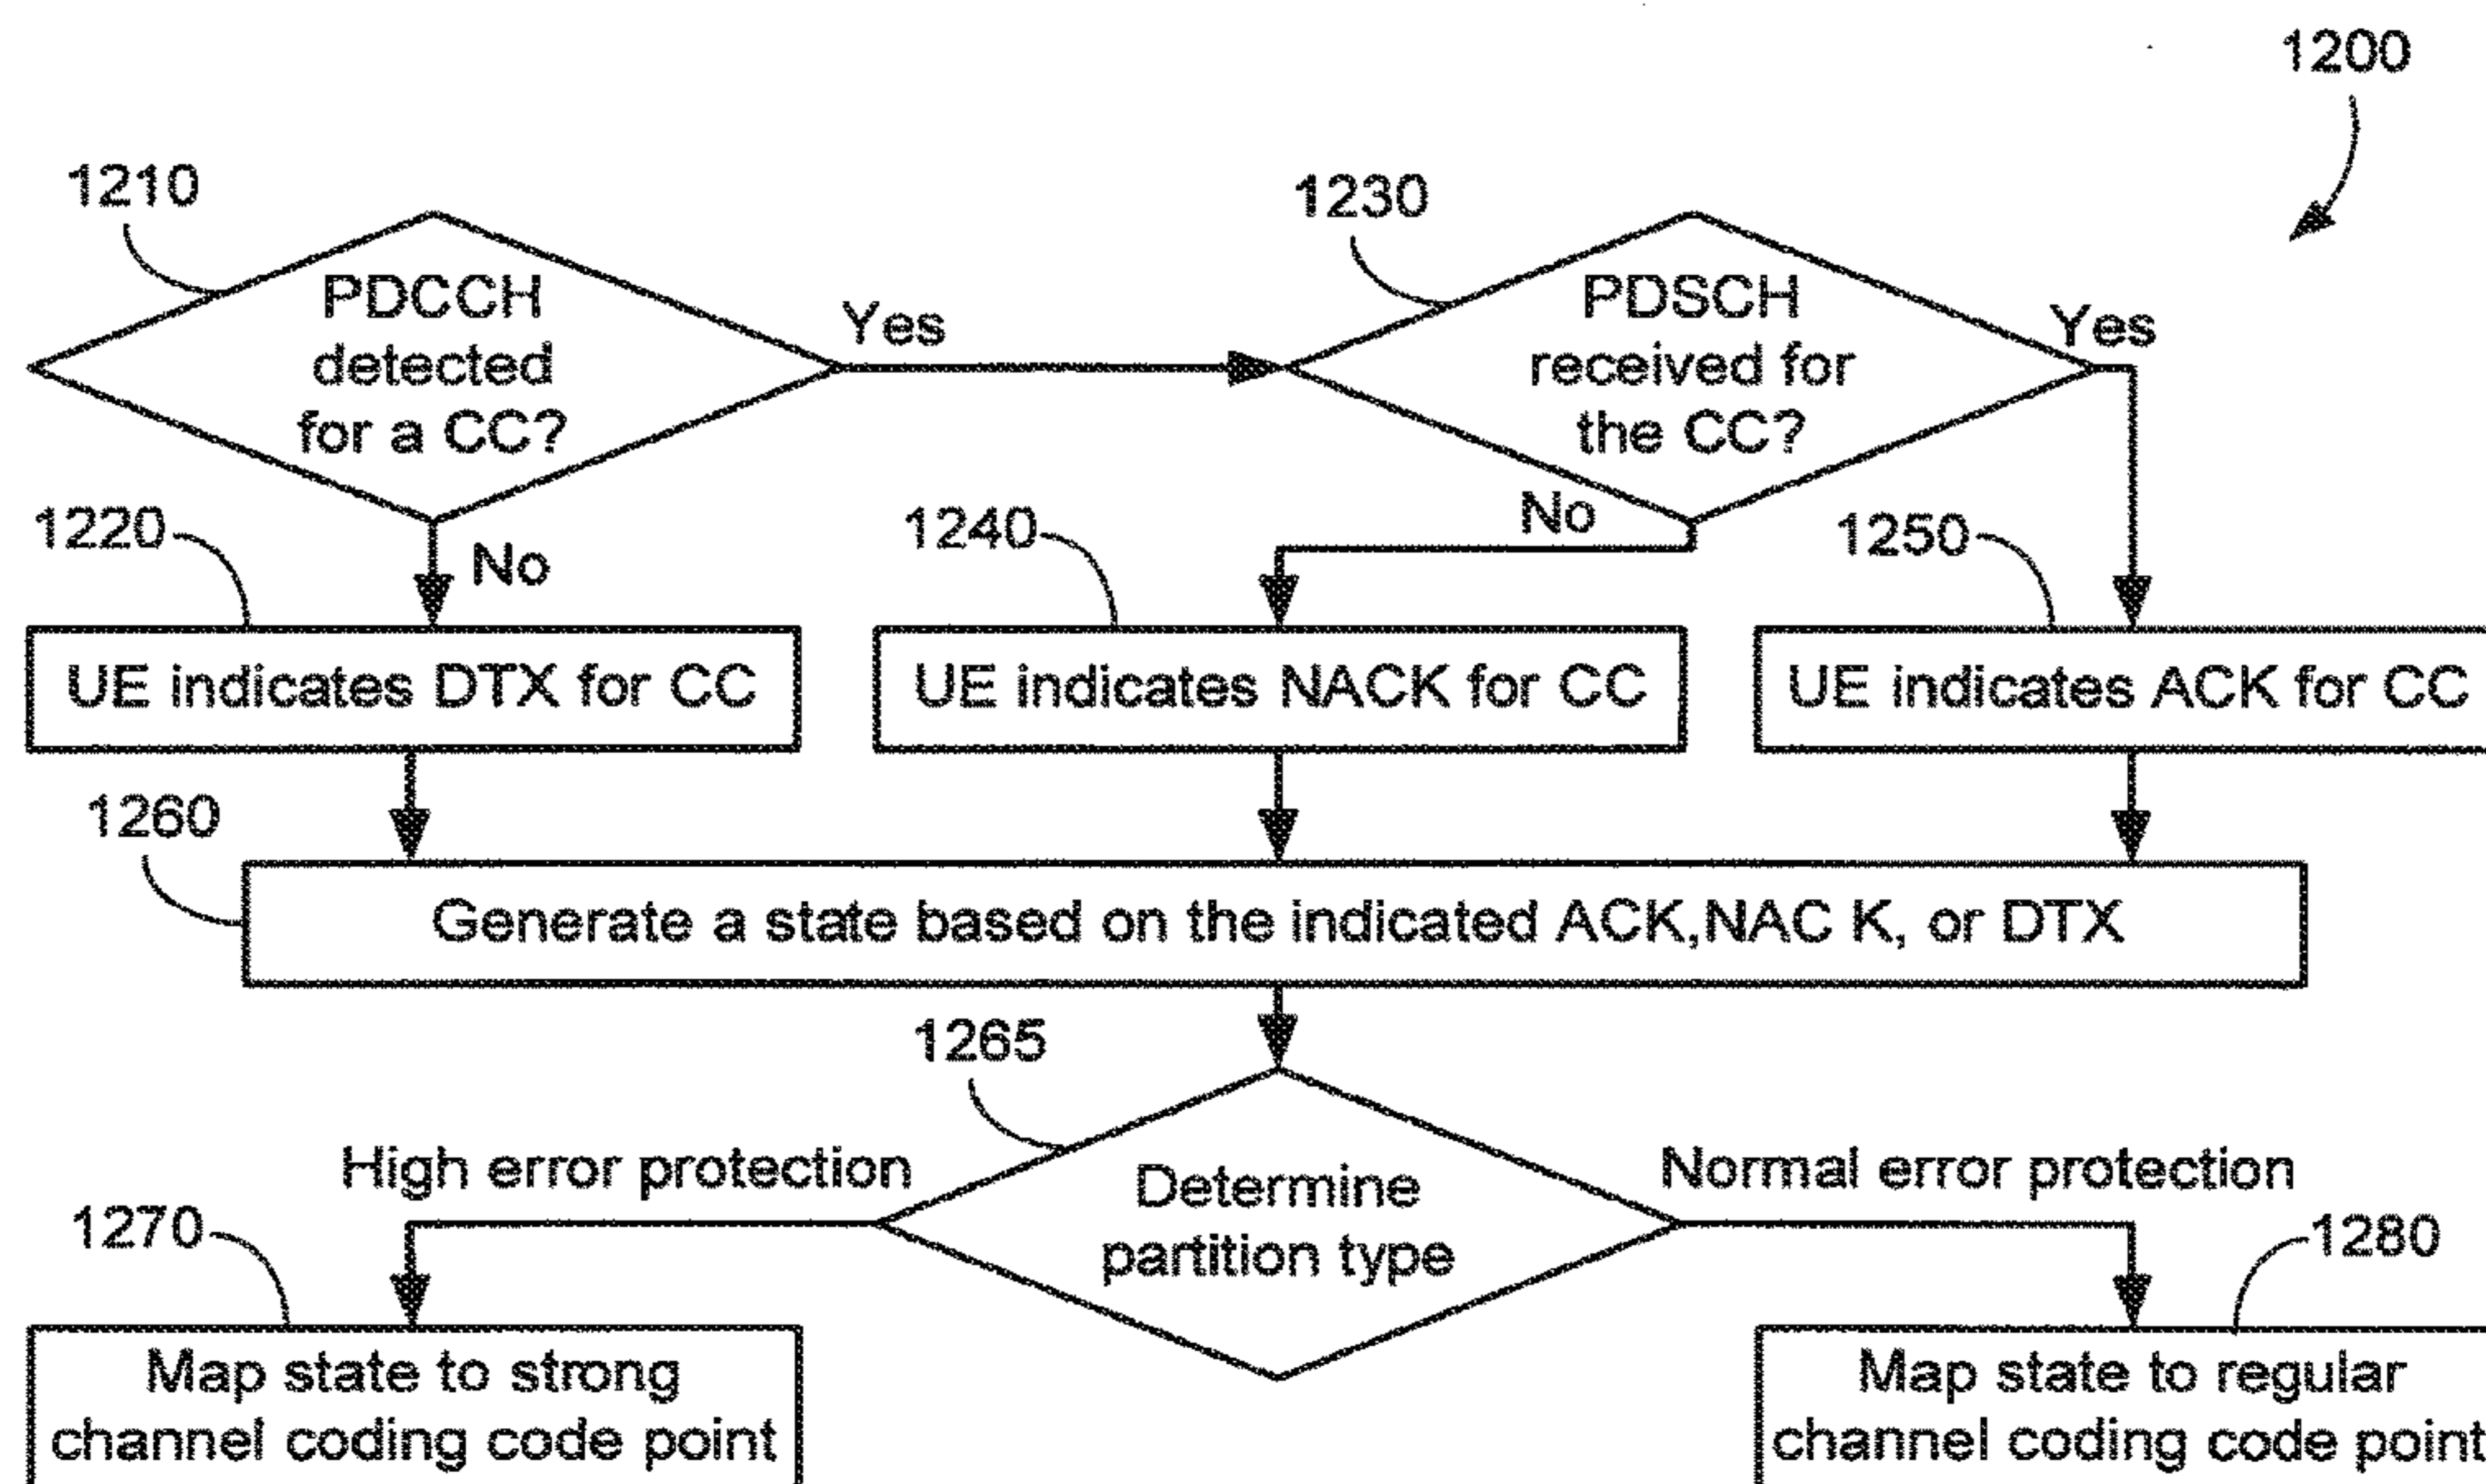 1200
1210
1230
PDCCH
detected
for a CC?
Yes
PDSCH
received for
the CC?
Yes
1220
No
1240
No
1250
UE indicates DTX for CC
UE indicates NACK for CC
UE indicates ACK for CC
1260
Generate a state based on the indicated ACK,NAC K, or DTX
1265
High error protection
Determine
partition type
Normal error protection
1270
1280
Map state to strong
channel coding code point
Map state to regular
channel coding code point